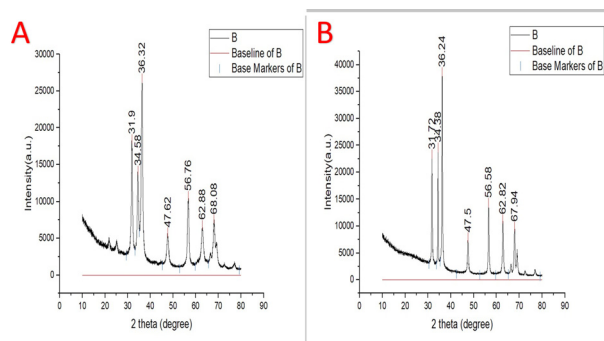 A
B
Baseline of B
Base Markers of B
30000
25000
20000
15000
10000
5000
0
Intensity(a.u.)
31.9
34.58
36.32
47.62
56.76
62.88
68.08
0 10 20 30 40 50 60 70 80 90
2 theta (degree)
B
B
Baseline of B
Base Markers of B
40000
35000
30000
25000
20000
15000
10000
5000
0
Intensity(a.u.)
31.72
34.38
36.24
47.5
56.58
62.82
67.94
0 10 20 30 40 50 60 70 80 90
2 theta (degree)